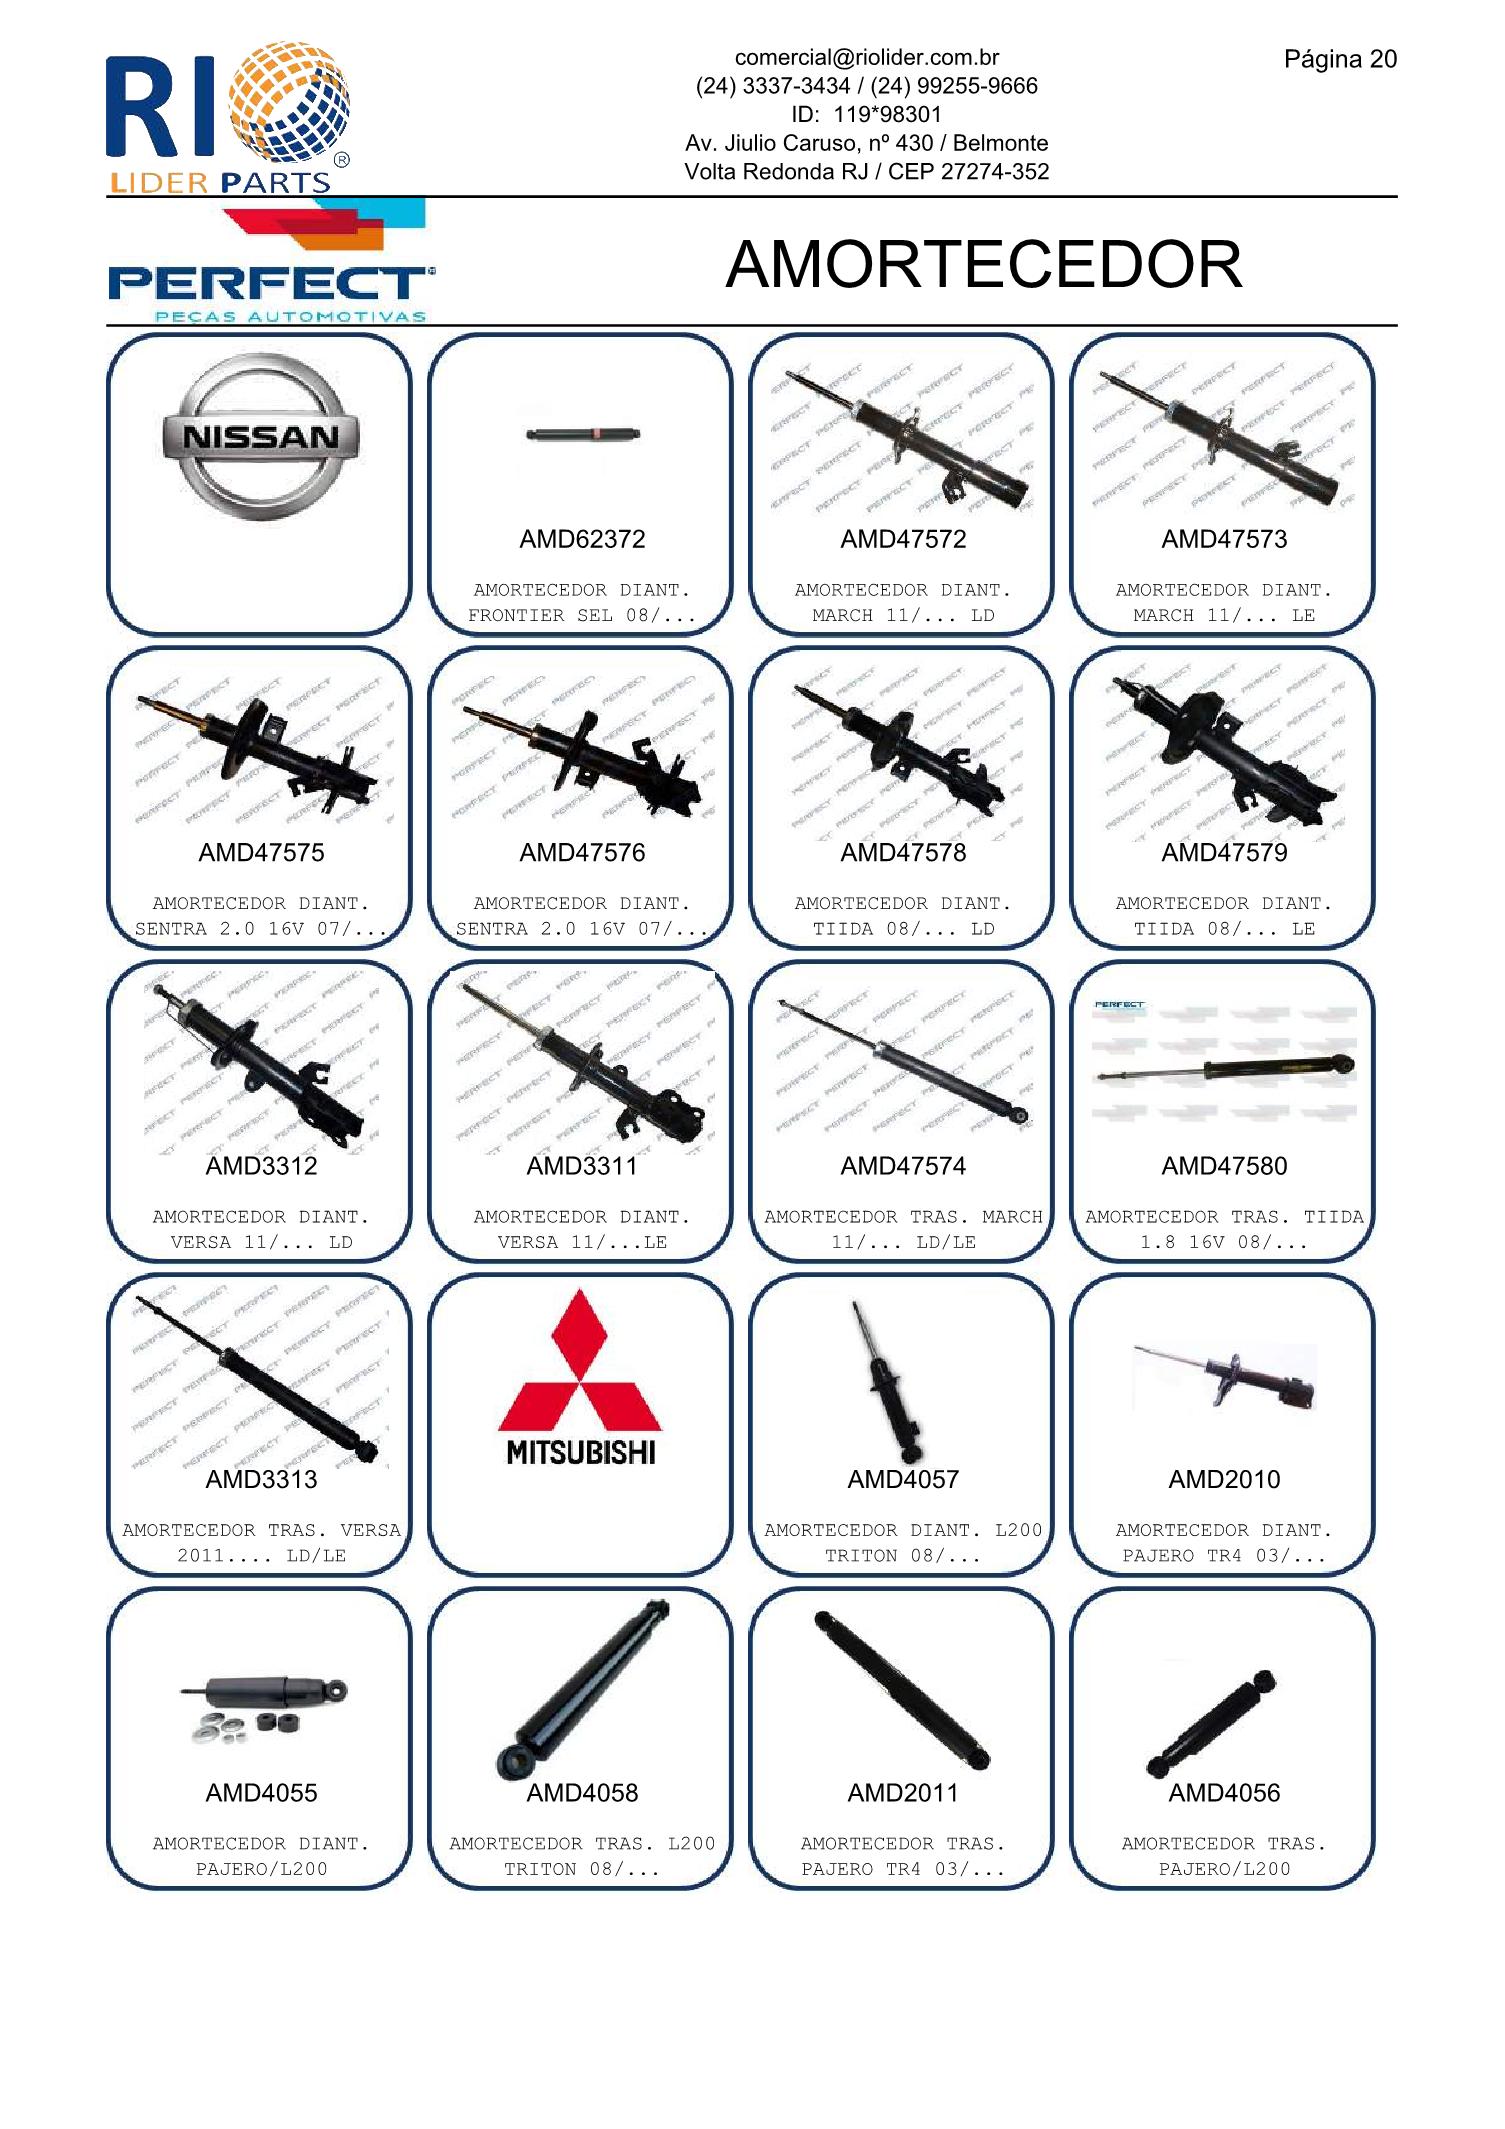 RIO
LIDER PARTS
®
comercial@riolider.com.br
(24) 3337-3434 / (24) 99255-9666
ID: 119*98301
Av. Jiulio Caruso, nº 430 / Belmonte
Volta Redonda RJ / CEP 27274-352
Página 20
PERFECT
PEÇAS AUTOMOTIVAS
AMORTECEDOR
NISSAN
AMD62372
AMORTECEDOR DIANT.
FRONTIER SEL 08/...
AMD47572
AMORTECEDOR DIANT.
MARCH 11/... LD
AMD47573
AMORTECEDOR DIANT.
MARCH 11/... LE
AMD47575
AMORTECEDOR DIANT.
SENTRA 2.0 16V 07/...
AMD47576
AMORTECEDOR DIANT.
SENTRA 2.0 16V 07/...
AMD47578
AMORTECEDOR DIANT.
TIIDA 08/... LD
AMD47579
AMORTECEDOR DIANT.
TIIDA 08/... LE
AMD3312
AMORTECEDOR DIANT.
VERSA 11/... LD
AMD3311
AMORTECEDOR DIANT.
VERSA 11/...LE
AMD47574
AMORTECEDOR TRAS. MARCH
11/... LD/LE
PERFECT
AMD47580
AMORTECEDOR TRAS. TIIDA
1.8 16V 08/...
AMD3313
AMORTECEDOR TRAS. VERSA
2011.... LD/LE
MITSUBISHI
AMD4057
AMORTECEDOR DIANT. L200
TRITON 08/...
AMD2010
AMORTECEDOR DIANT.
PAJERO TR4 03/...
AMD4055
AMORTECEDOR DIANT.
PAJERO/L200
AMD4058
AMORTECEDOR TRAS. L200
TRITON 08/...
AMD2011
AMORTECEDOR TRAS.
PAJERO TR4 03/...
AMD4056
AMORTECEDOR TRAS.
PAJERO/L200